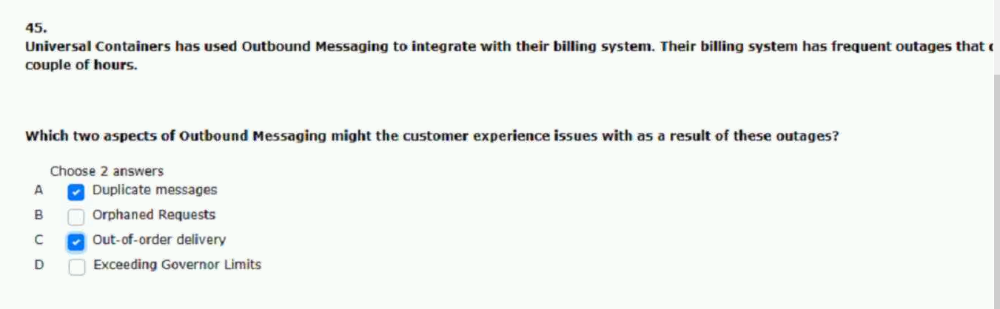 45.
Universal Containers has used Outbound Messaging to integrate with their billing system. Their billing system has frequent outages that
couple of hours.
Which two aspects of Outbound Messaging might the customer experience issues with as a result of these outages?
Choose 2 answers
A Duplicate messages
B Orphaned Requests
C Out-of-order delivery
D Exceeding Governor Limits